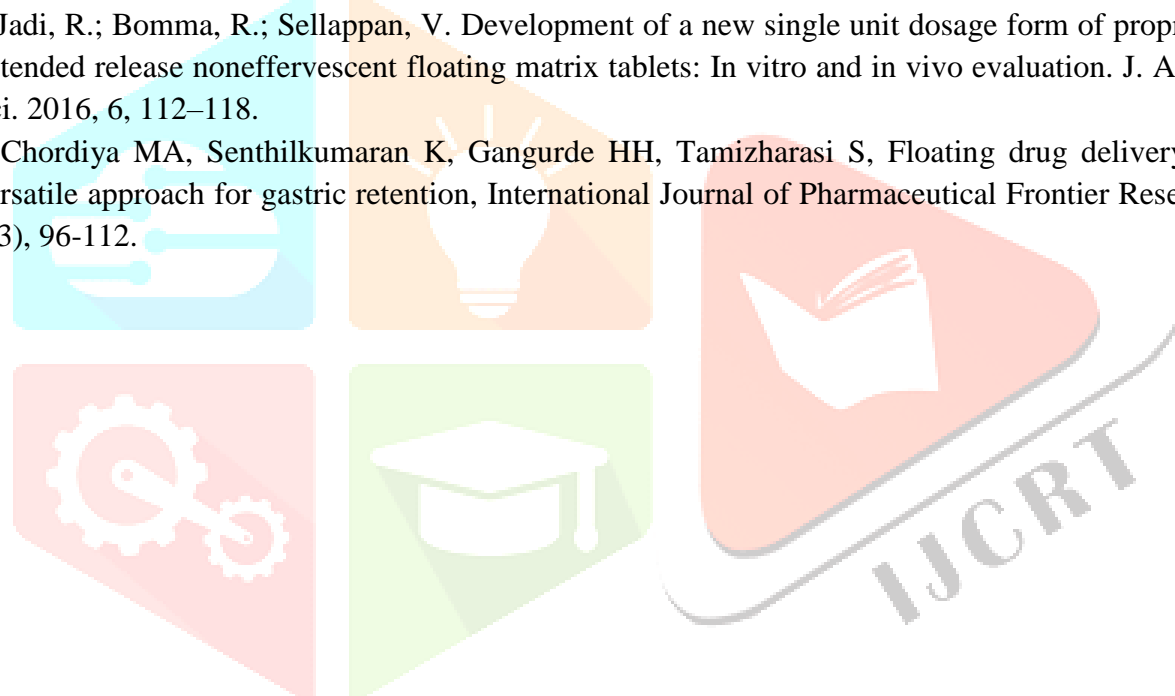 Jadi, R.; Bomma, R.; Sellappan, V. Development of a new single unit dosage form of propr
tended release noneffervescent floating matrix tablets: In vitro and in vivo evaluation. J. A
ci. 2016, 6, 112–118.
Chordiya MA, Senthilkumaran K, Gangurde HH, Tamizharasi S, Floating drug delivery
rsatile approach for gastric retention, International Journal of Pharmaceutical Frontier Rese
3), 96-112.
IJCRT